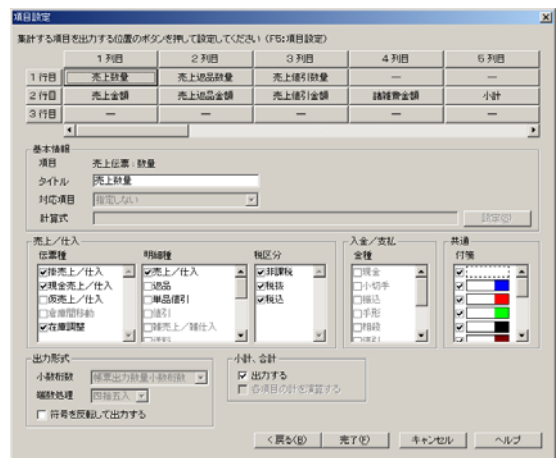 項目設定
集計する項目を出力する位置のボタンを押して設定してください (F5:項目設定)
1 列目 2 列目 3 列目 4 列目 5 列目
1 行目 売上数量 売上返品数量 売上値引数量 — —
2 行目 売上金額 売上返品金額 売上値引金額 諸雑費金額 小計
3 行目 — — — — —
基本情報
項目 売上伝票:数量
タイトル 売上数量
対応項目 指定しない
計算式 設定(Z)
売上/仕入 入金/支払 共通
伝票種 明細種 税区分 金種 付箋
掛売上/仕入 売上/仕入 非課税 現金
現金売上/仕入 返品 税抜 小切手
仮売上/仕入 単品値引 税込 振込
倉庫間移動 値引 手形
在庫調整 雑売上/雑仕入 相殺
送料 値引
出力形式 小計、合計
小数桁数 帳票出力数量小数桁数 出力する
端数処理 四捨五入 各項目の計を演算する
符号を反転して出力する
< 戻る(B) 完了(F) キャンセル ヘルプ